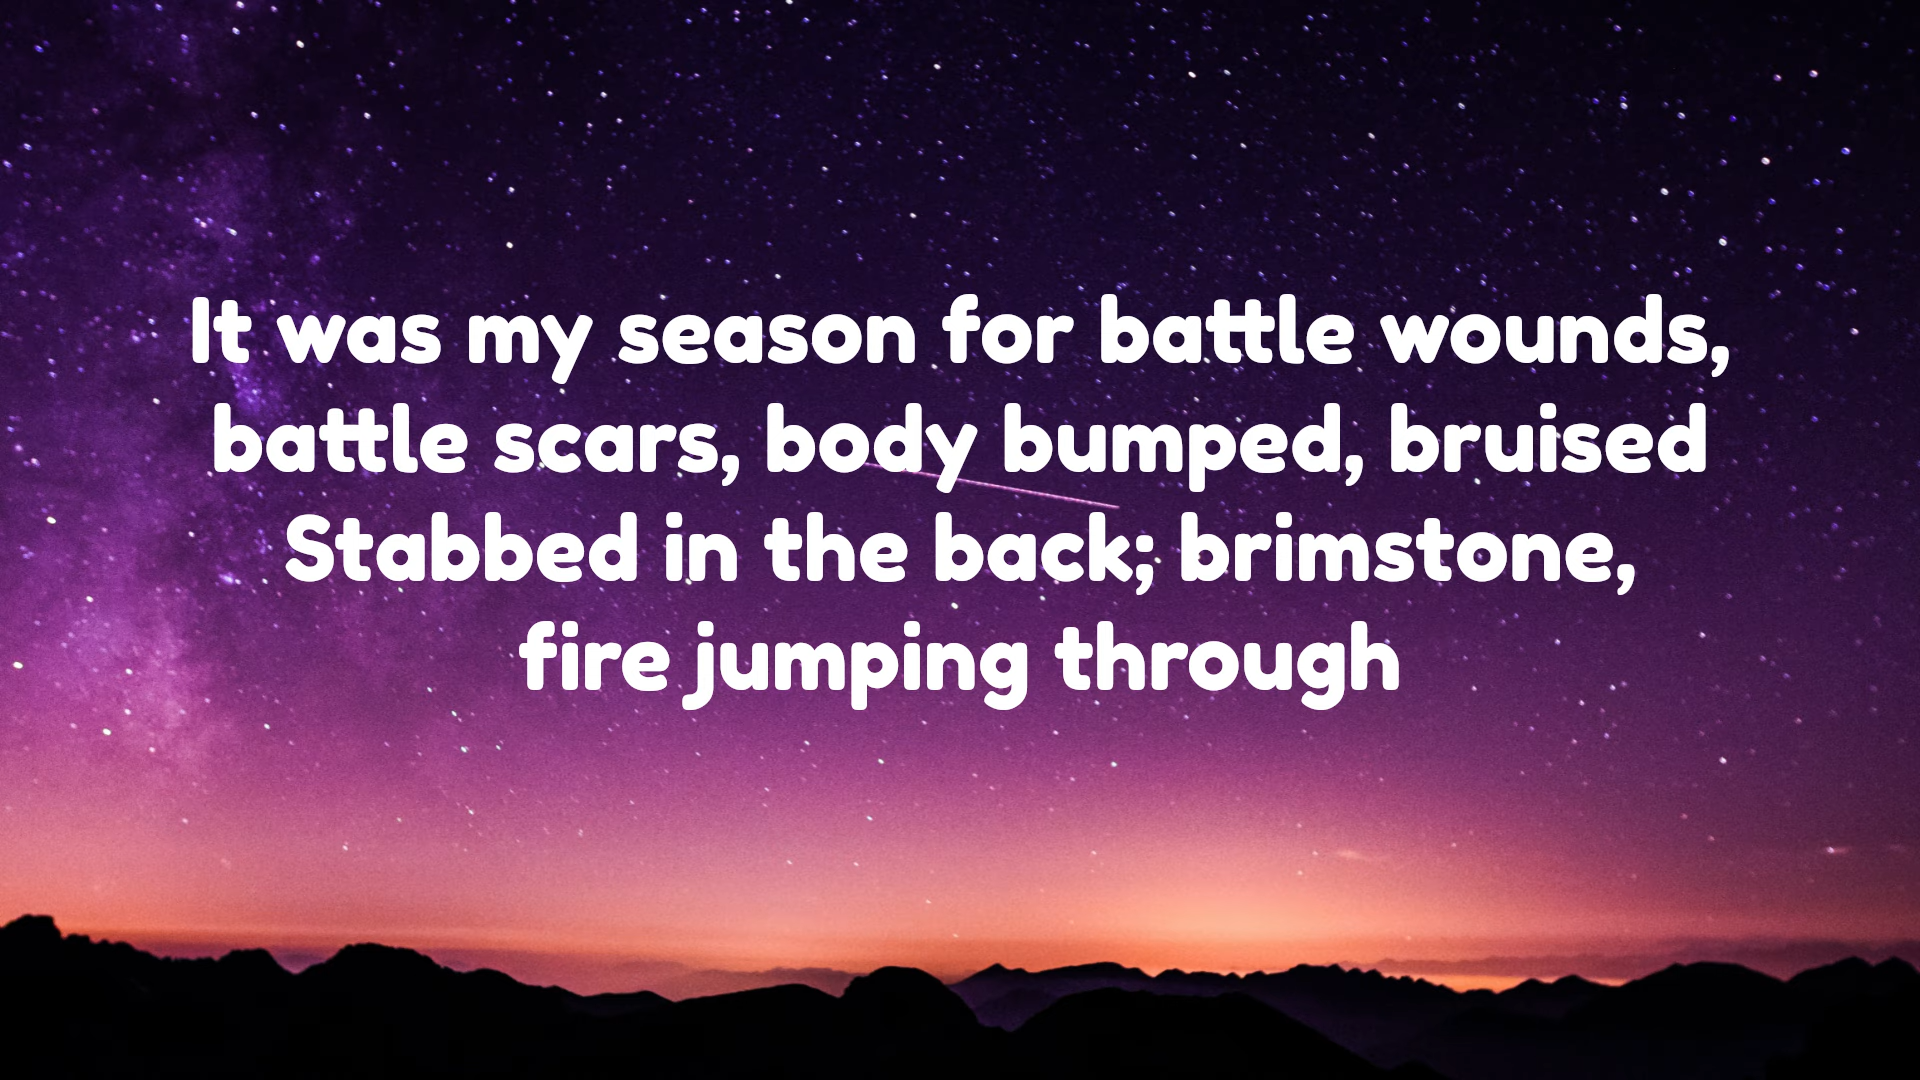 It was my season for battle wounds,
battle scars, body bumped, bruised
Stabbed in the back; brimstone,
fire jumping through